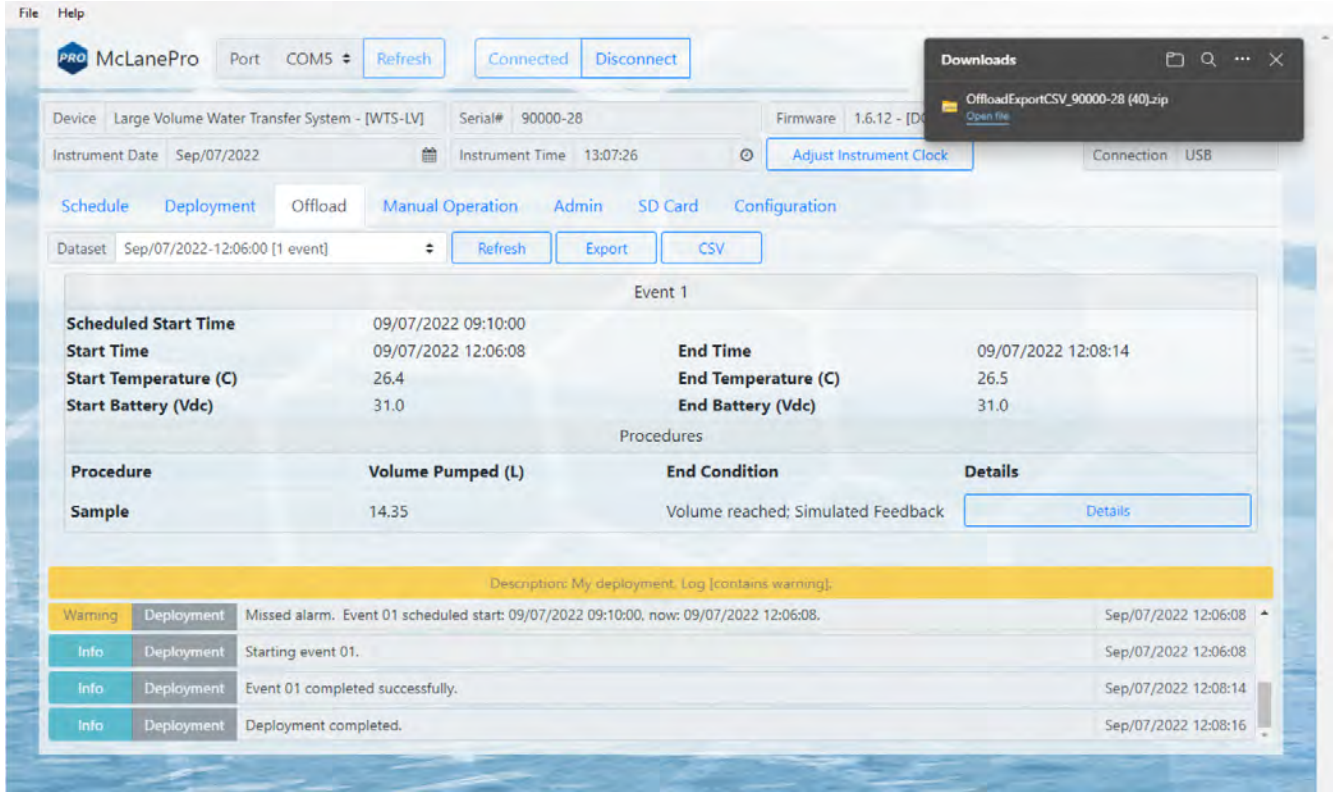 File Help
PRO McLanePro Port COM5 Refresh Connected Disconnect
Downloads
OffloadExportCSV_90000-28 (40).zip
Open file
Device Large Volume Water Transfer System - [WTS-LV] Serial# 90000-28 Firmware 1.6.12 -
Instrument Date Sep/07/2022 Instrument Time 13:07:26 Adjust Instrument Clock Connection USB
Schedule Deployment Offload Manual Operation Admin SD Card Configuration
Dataset Sep/07/2022-12:06:00 [1 event] Refresh Export CSV
Event 1
Scheduled Start Time 09/07/2022 09:10:00
Start Time 09/07/2022 12:06:08 End Time 09/07/2022 12:08:14
Start Temperature (C) 26.4 End Temperature (C) 26.5
Start Battery (Vdc) 31.0 End Battery (Vdc) 31.0
Procedures
Procedure Volume Pumped (L) End Condition Details
Sample 14.35 Volume reached; Simulated Feedback Details
Description: My deployment. Log [contains warning].
Warning Deployment Missed alarm. Event 01 scheduled start: 09/07/2022 09:10:00, now: 09/07/2022 12:06:08. Sep/07/2022 12:06:08
Info Deployment Starting event 01. Sep/07/2022 12:06:08
Info Deployment Event 01 completed successfully. Sep/07/2022 12:08:14
Info Deployment Deployment completed. Sep/07/2022 12:08:16